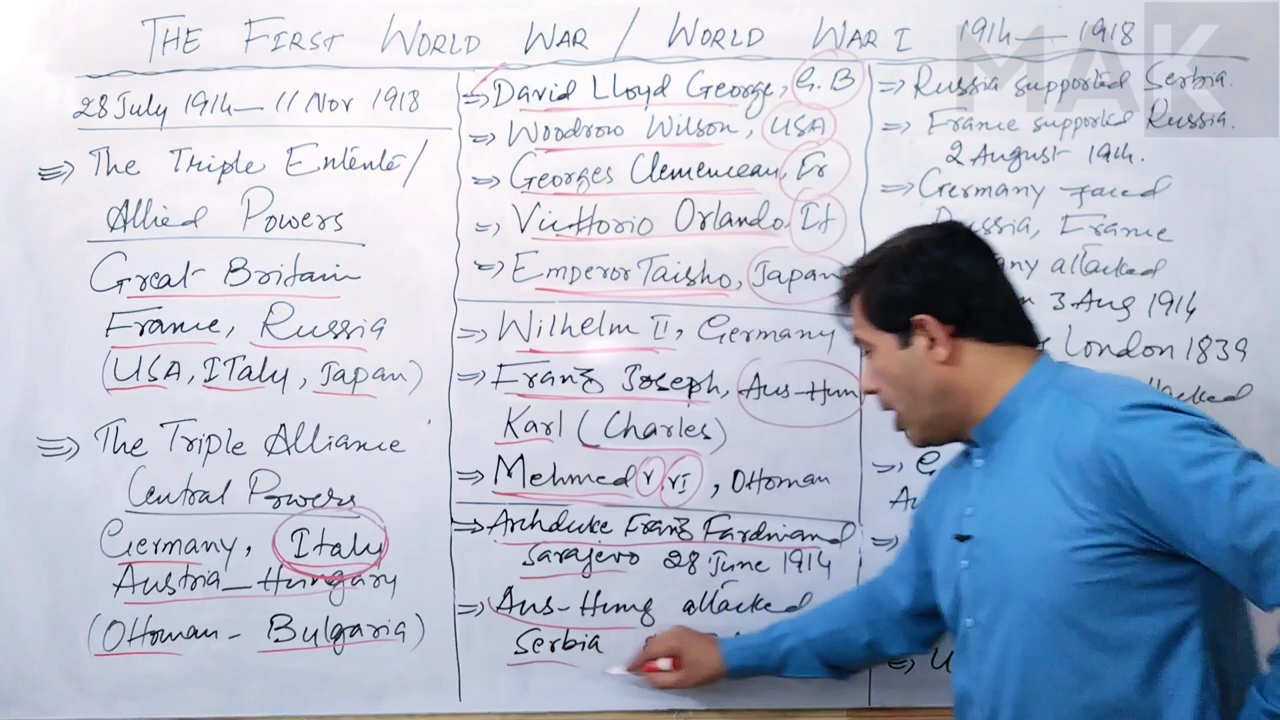 THE FIRST WORLD WAR / WORLD WAR I 1914 — 1918
MAK
28 July 1914 — 11 Nov 1918
⇒ The Triple Entente /
Allied Powers
Great Britain
France, Russia
(USA, ITaly, Japan)
⇒ The Triple Alliance
Central Powers
Germany, Italy
Austria – Hungary
(Ottoman - Bulgaria)
⇒ David Lloyd George, G.B
⇒ Woodrow Wilson, USA
⇒ Georges Clemenceau, Fr
⇒ Victtorio Orlando, It
⇒ Emperor Taisho, Japan
⇒ Wilhelm II, Germany
⇒ Franz Joseph, Aus-Hun
Karl (Charles)
⇒ Mehmed V, VI, Ottoman
⇒ Archduke Franz Fardinand
Sarajevo 28 June 1914
⇒ Aus-Hung attacked
Serbia
⇒ Russia supported Serbia.
⇒ France supported Russia.
2 August 1914.
⇒ Germany faced
Russia, France
attacked
3 Aug 1914
London 1839